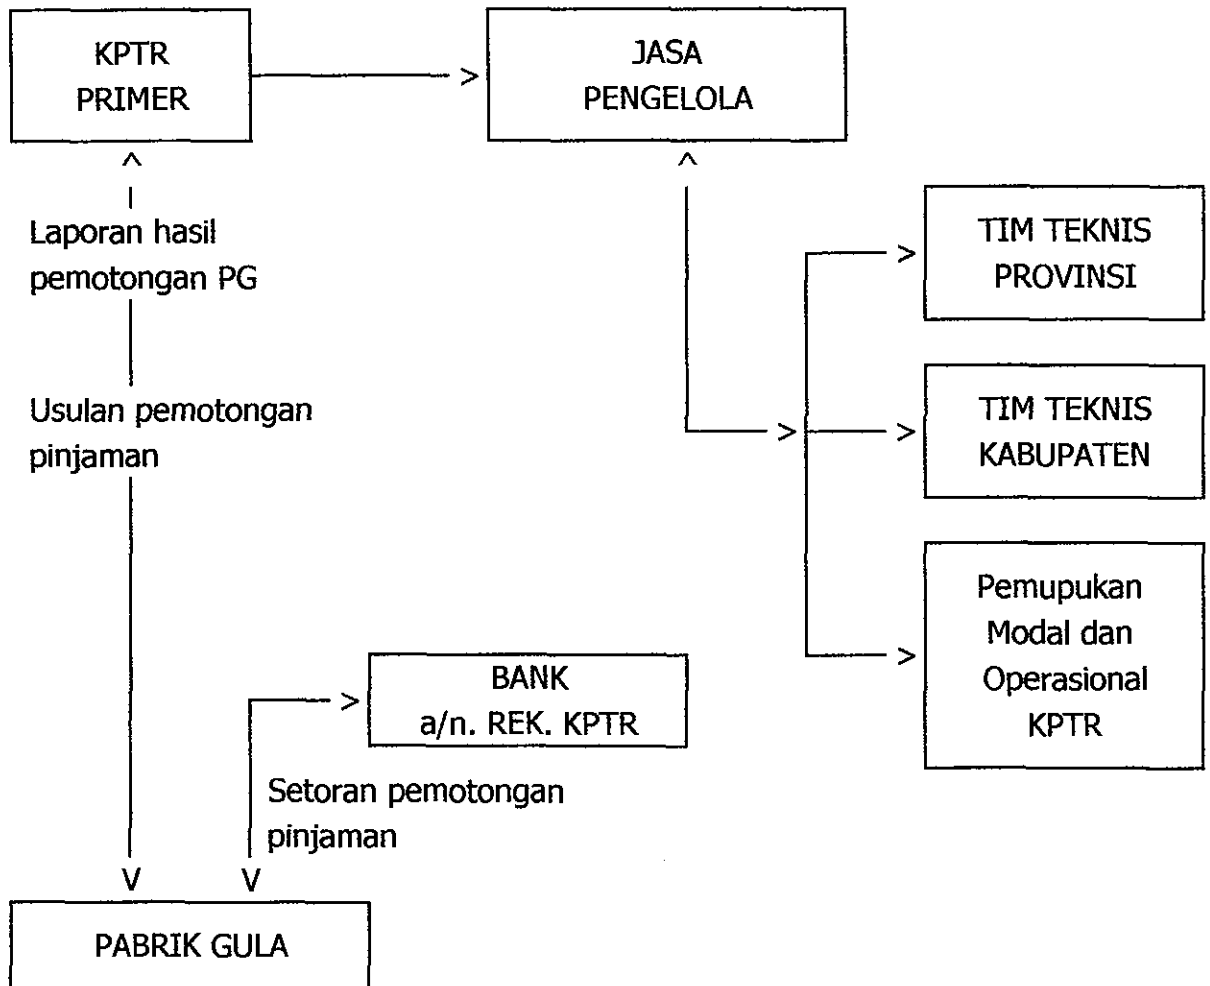 KPTR
PRIMER
JASA
PENGELOLA
Laporan hasil
pemotongan PG
TIM TEKNIS
PROVINSI
Usulan pemotongan
pinjaman
TIM TEKNIS
KABUPATEN
Pemupukan
Modal dan
Operasional
KPTR
BANK
a/n. REK. KPTR
Setoran pemotongan
pinjaman
PABRIK GULA